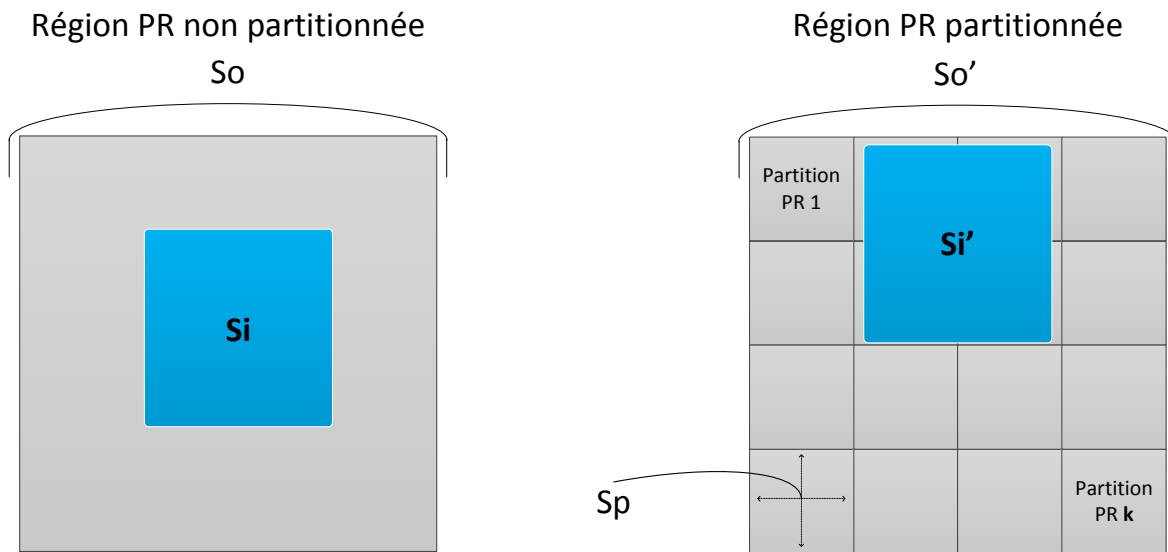 Région PR non partitionnée
So
Si
Région PR partitionnée
So’
Partition
PR 1
Si’
Sp
Partition
PR k